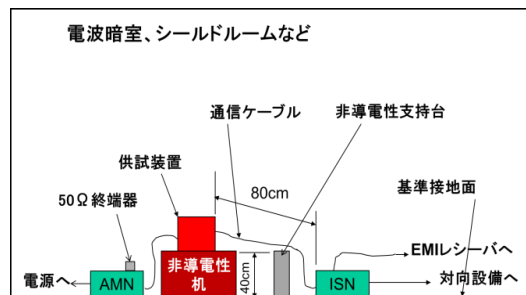 電波暗室、シールドルームなど
通信ケーブル
非導電性支持台
供試装置
80cm
基準接地面
50Ω終端器
EMIレシーバへ
電源へ
AMN
非導電性
机
40cm
ISN
対向設備へ